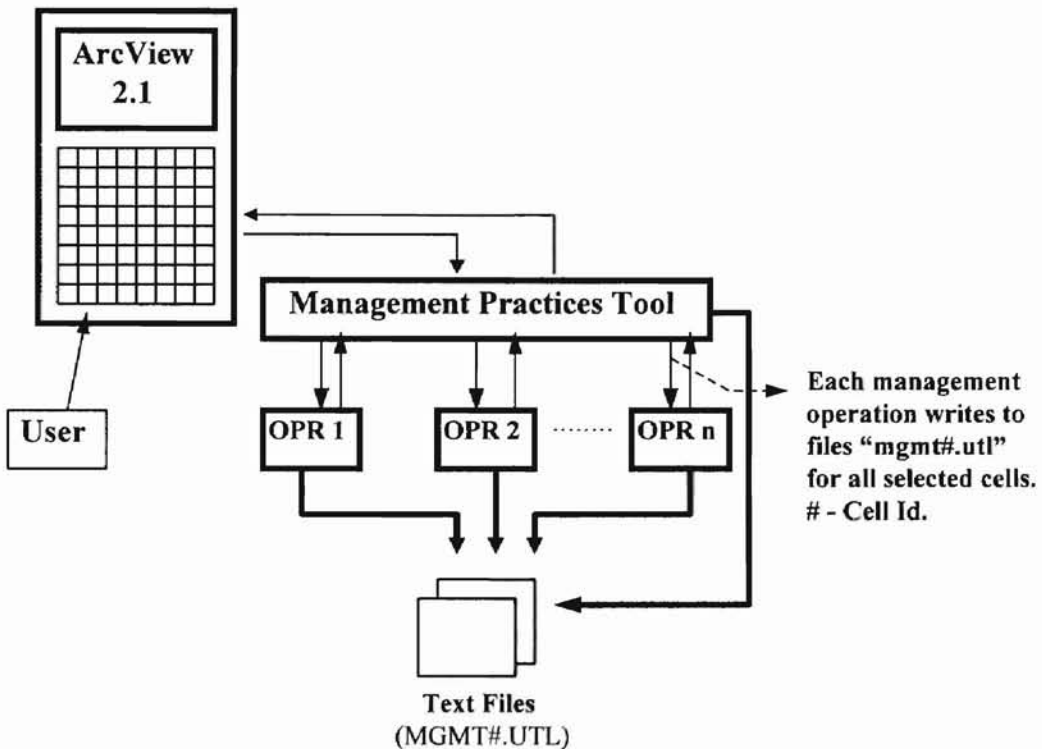 ArcView
2.1
Management Practices Tool
User
OPR 1
OPR 2
........
OPR n
Each management
operation writes to
files “mgmt#.utl”
for all selected cells.
# - Cell Id.
Text Files
(MGMT#.UTL)